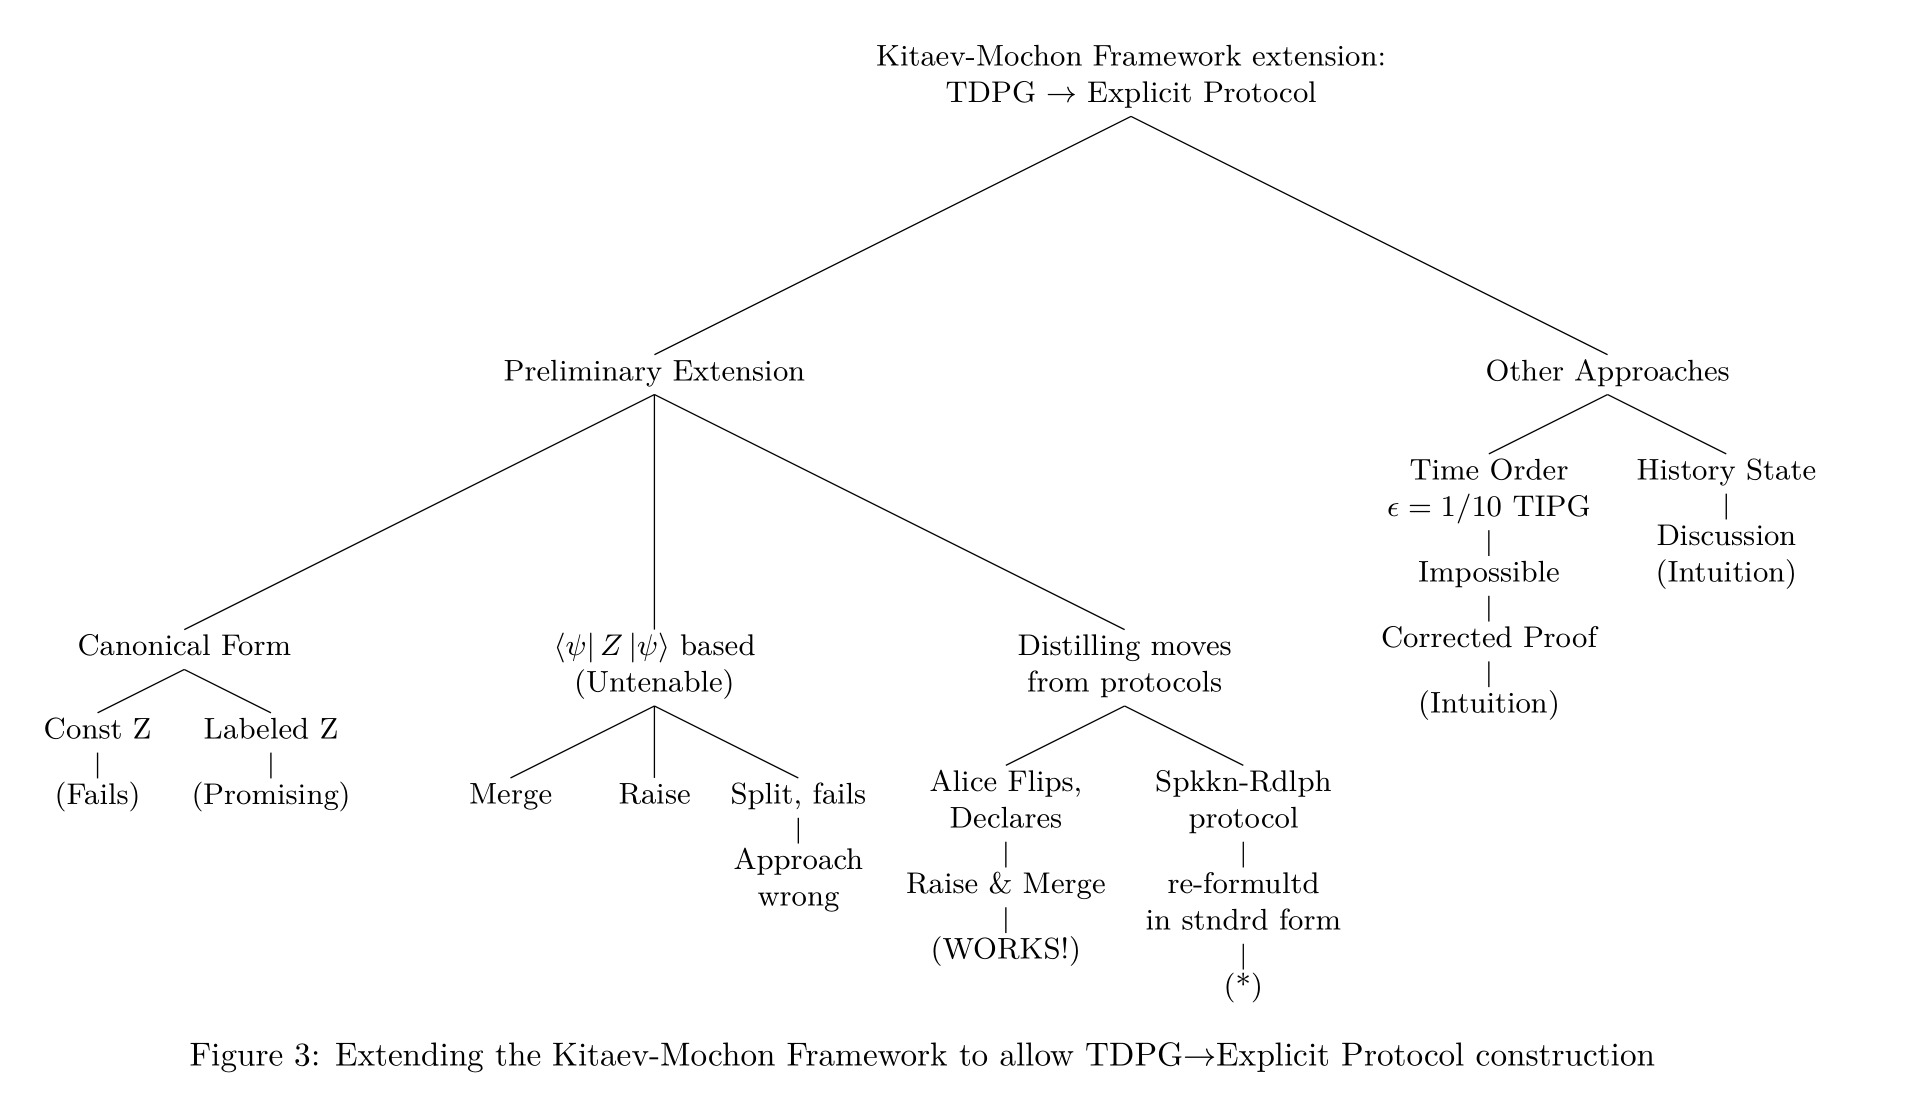 Kitaev-Mochon Framework extension:
TDPG → Explicit Protocol
Preliminary Extension
Other Approaches
Time Order
ϵ = 1/10 TIPG
Impossible
Corrected Proof
(Intuition)
History State
Discussion
(Intuition)
Canonical Form
Const Z
(Fails)
Labeled Z
(Promising)
⟨ψ| Z |ψ⟩ based
(Untenable)
Merge
Raise
Split, fails
Approach
wrong
Distilling moves
from protocols
Alice Flips,
Declares
Raise & Merge
(WORKS!)
Spkkn-Rdlph
protocol
re-formultd
in stndrd form
(*)
Figure 3: Extending the Kitaev-Mochon Framework to allow TDPG→Explicit Protocol construction